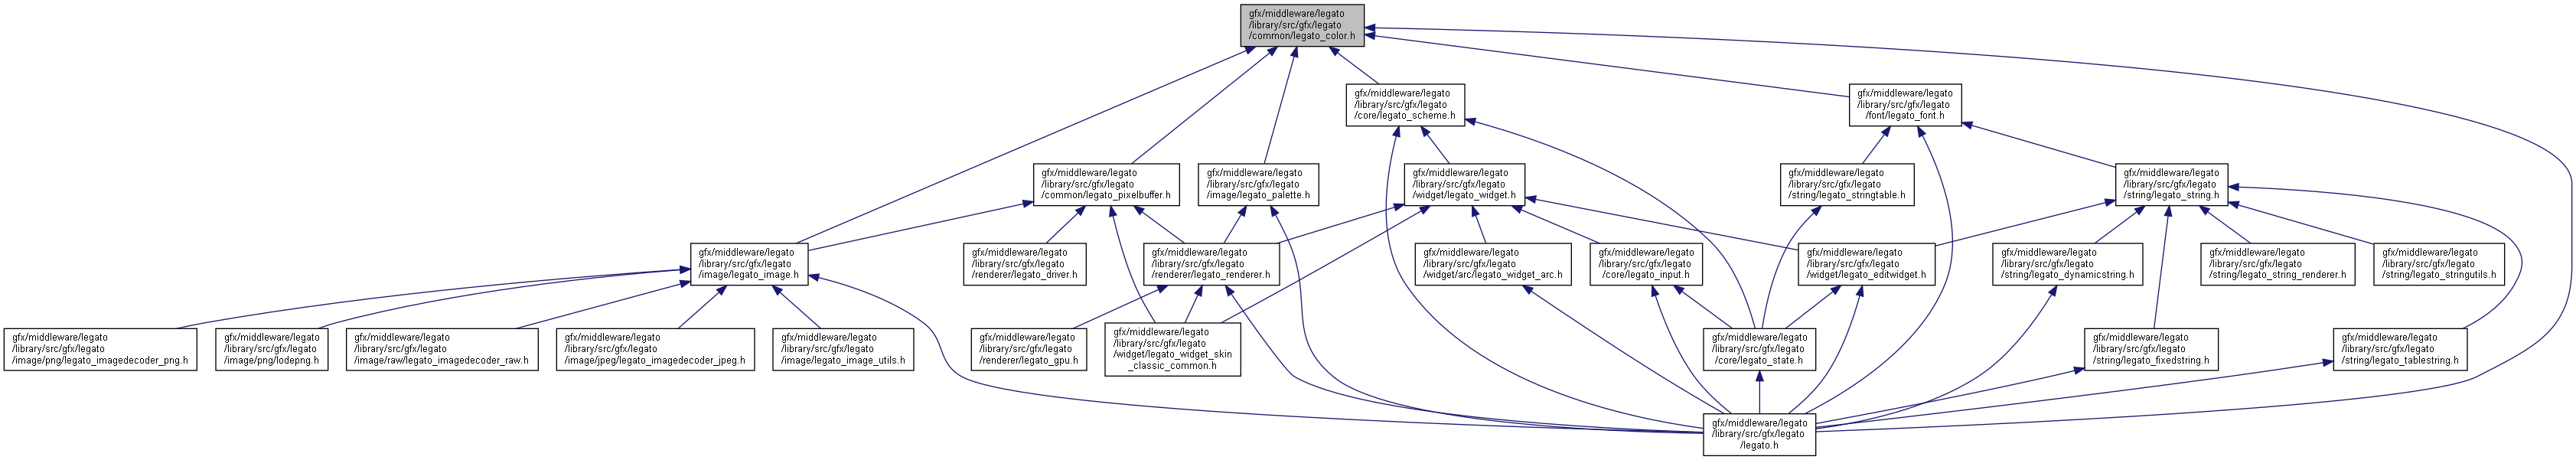 gfx/middleware/legato
/library/src/gfx/legato
/common/legato_color.h
gfx/middleware/legato
/library/src/gfx/legato
/core/legato_scheme.h
gfx/middleware/legato
/library/src/gfx/legato
/font/legato_font.h
gfx/middleware/legato
/library/src/gfx/legato
/common/legato_pixelbuffer.h
gfx/middleware/legato
/library/src/gfx/legato
/image/legato_palette.h
gfx/middleware/legato
/library/src/gfx/legato
/widget/legato_widget.h
gfx/middleware/legato
/library/src/gfx/legato
/string/legato_stringtable.h
gfx/middleware/legato
/library/src/gfx/legato
/string/legato_string.h
gfx/middleware/legato
/library/src/gfx/legato
/image/legato_image.h
gfx/middleware/legato
/library/src/gfx/legato
/renderer/legato_driver.h
gfx/middleware/legato
/library/src/gfx/legato
/renderer/legato_renderer.h
gfx/middleware/legato
/library/src/gfx/legato
/widget/arc/legato_widget_arc.h
gfx/middleware/legato
/library/src/gfx/legato
/core/legato_input.h
gfx/middleware/legato
/library/src/gfx/legato
/widget/legato_editwidget.h
gfx/middleware/legato
/library/src/gfx/legato
/string/legato_dynamicstring.h
gfx/middleware/legato
/library/src/gfx/legato
/string/legato_string_renderer.h
gfx/middleware/legato
/library/src/gfx/legato
/string/legato_stringutils.h
gfx/middleware/legato
/library/src/gfx/legato
/image/png/legato_imagedecoder_png.h
gfx/middleware/legato
/library/src/gfx/legato
/image/png/lodepng.h
gfx/middleware/legato
/library/src/gfx/legato
/image/raw/legato_imagedecoder_raw.h
gfx/middleware/legato
/library/src/gfx/legato
/image/jpeg/legato_imagedecoder_jpeg.h
gfx/middleware/legato
/library/src/gfx/legato
/image/legato_image_utils.h
gfx/middleware/legato
/library/src/gfx/legato
/renderer/legato_gpu.h
gfx/middleware/legato
/library/src/gfx/legato
/widget/legato_widget_skin
_classic_common.h
gfx/middleware/legato
/library/src/gfx/legato
/core/legato_state.h
gfx/middleware/legato
/library/src/gfx/legato
/string/legato_fixedstring.h
gfx/middleware/legato
/library/src/gfx/legato
/string/legato_tablestring.h
gfx/middleware/legato
/library/src/gfx/legato
/legato.h